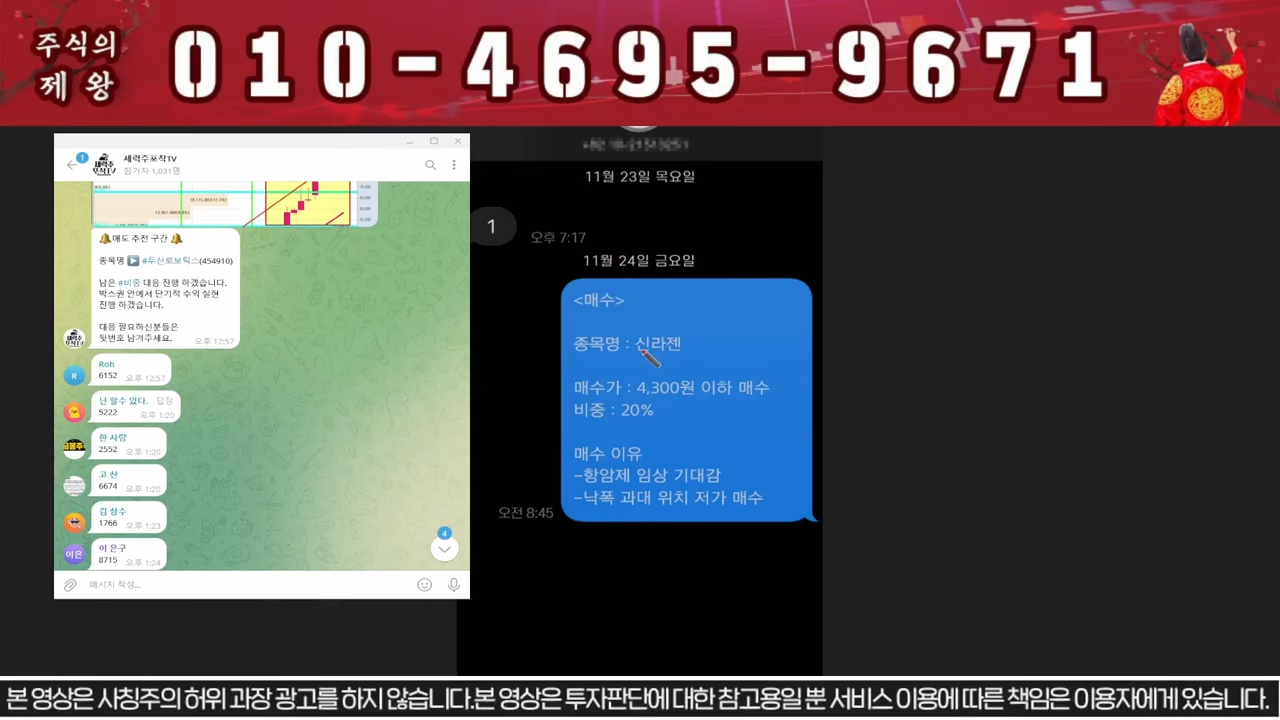 주식의
제 왕
010-4695-9671
세력주포착TV
참가자 1,031명
🔔매도 추천 구간 🔔
종목명 ▶ #두산로보틱스(454910)
남은 #비중 대응 진행 하겠습니다.
박스권 안에서 단기적 수익 실현
진행 하겠습니다.
대응 필요하신분들은
뒷번호 남겨주세요.
오후 12:57
Roh
6152 오후 12:57
난 할수 있다. 답장
5222 오후 1:20
한 사랑
2552 오후 1:20
고 산
6674 오후 1:20
김 상수
1766 오후 1:23
이은
이 은구
8715 오후 1:24
4
메시지 작성...
11월 23일 목요일
1
오후 7:17
11월 24일 금요일
<매수>
종목명 : 신라젠
매수가 : 4,300원 이하 매수
비중 : 20%
매수 이유
-항암제 임상 기대감
-낙폭 과대 위치 저가 매수
오전 8:45
본 영상은 사칭주의 허위 과장 광고를 하지 않습니다.본 영상은 투자판단에 대한 참고용일 뿐 서비스 이용에 따른 책임은 이용자에게 있습니다.